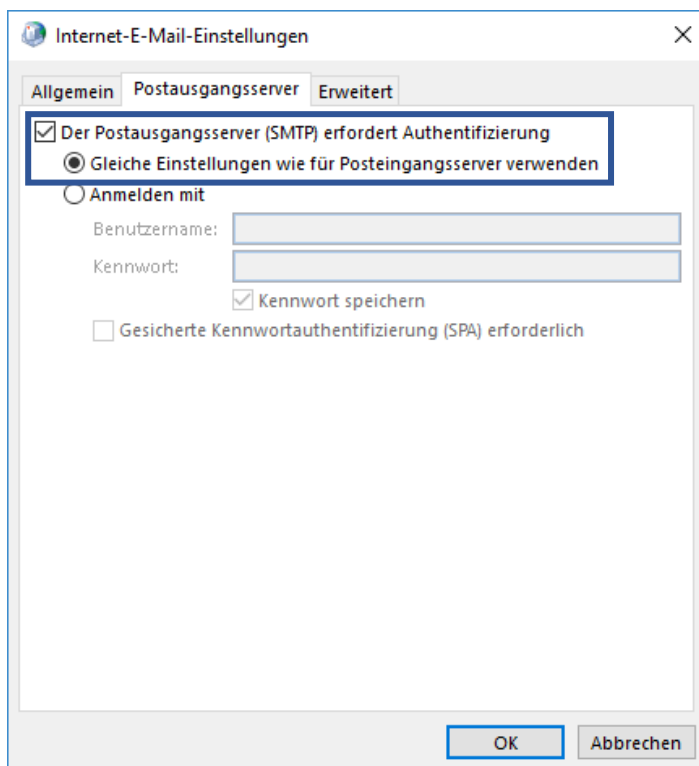 Internet-E-Mail-Einstellungen
Allgemein Postausgangsserver Erweitert
Der Postausgangsserver (SMTP) erfordert Authentifizierung
Gleiche Einstellungen wie für Posteingangsserver verwenden
Anmelden mit
Benutzername:
Kennwort:
Kennwort speichern
Gesicherte Kennwortauthentifizierung (SPA) erforderlich
OK Abbrechen